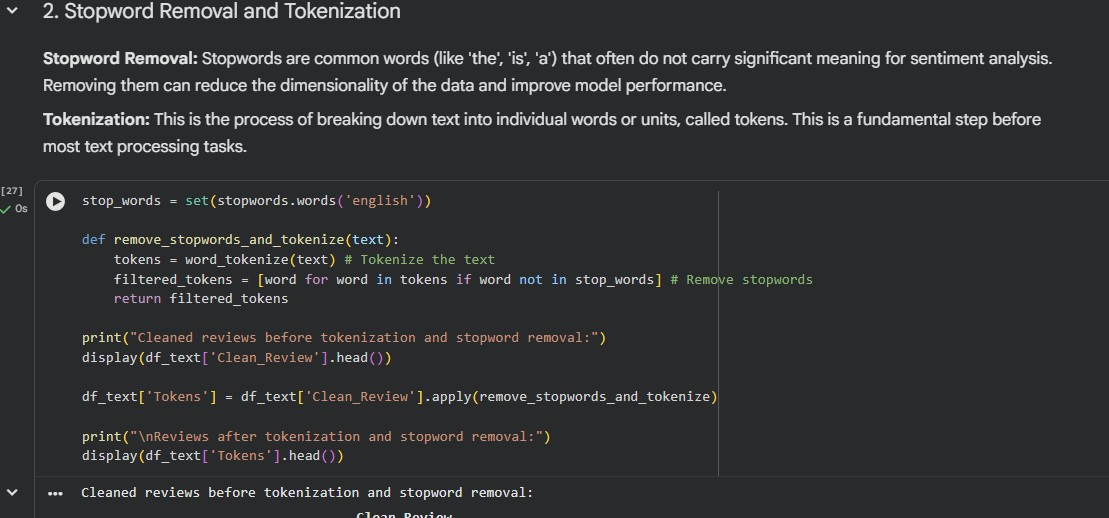 2. Stopword Removal and Tokenization
Stopword Removal: Stopwords are common words (like 'the', 'is', 'a') that often do not carry significant meaning for sentiment analysis.
Removing them can reduce the dimensionality of the data and improve model performance.
Tokenization: This is the process of breaking down text into individual words or units, called tokens. This is a fundamental step before
most text processing tasks.
[27]
0s
stop_words = set(stopwords.words('english'))
def remove_stopwords_and_tokenize(text):
    tokens = word_tokenize(text) # Tokenize the text
    filtered_tokens = [word for word in tokens if word not in stop_words] # Remove stopwords
    return filtered_tokens
print("Cleaned reviews before tokenization and stopword removal:")
display(df_text['Clean_Review'].head())
df_text['Tokens'] = df_text['Clean_Review'].apply(remove_stopwords_and_tokenize)
print("\nReviews after tokenization and stopword removal:")
display(df_text['Tokens'].head())
Cleaned reviews before tokenization and stopword removal:
Clean_Review